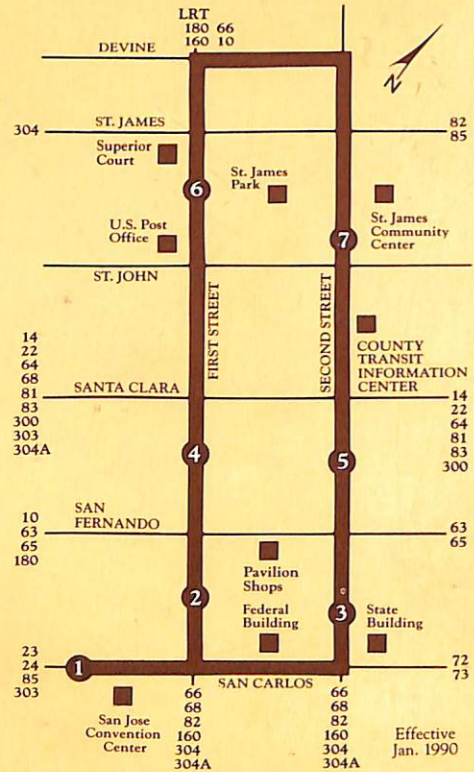 LRT
180 66
160 10
DEVINE
N
304
ST. JAMES
82
85
Superior
Court
6
St. James
Park
St. James
Community
Center
U.S. Post
Office
7
ST. JOHN
FIRST STREET
SECOND STREET
COUNTY
TRANSIT
INFORMATION
CENTER
14
22
64
68
81
83
300
303
304A
SANTA CLARA
14
22
64
81
83
300
4
5
10
63
65
180
SAN
FERNANDO
63
65
Pavilion
Shops
2
Federal
Building
3
State
Building
23
24
85
303
1
SAN CARLOS
72
73
San Jose
Convention
Center
66
68
82
160
304
304A
66
68
82
160
304
304A
Effective
Jan. 1990